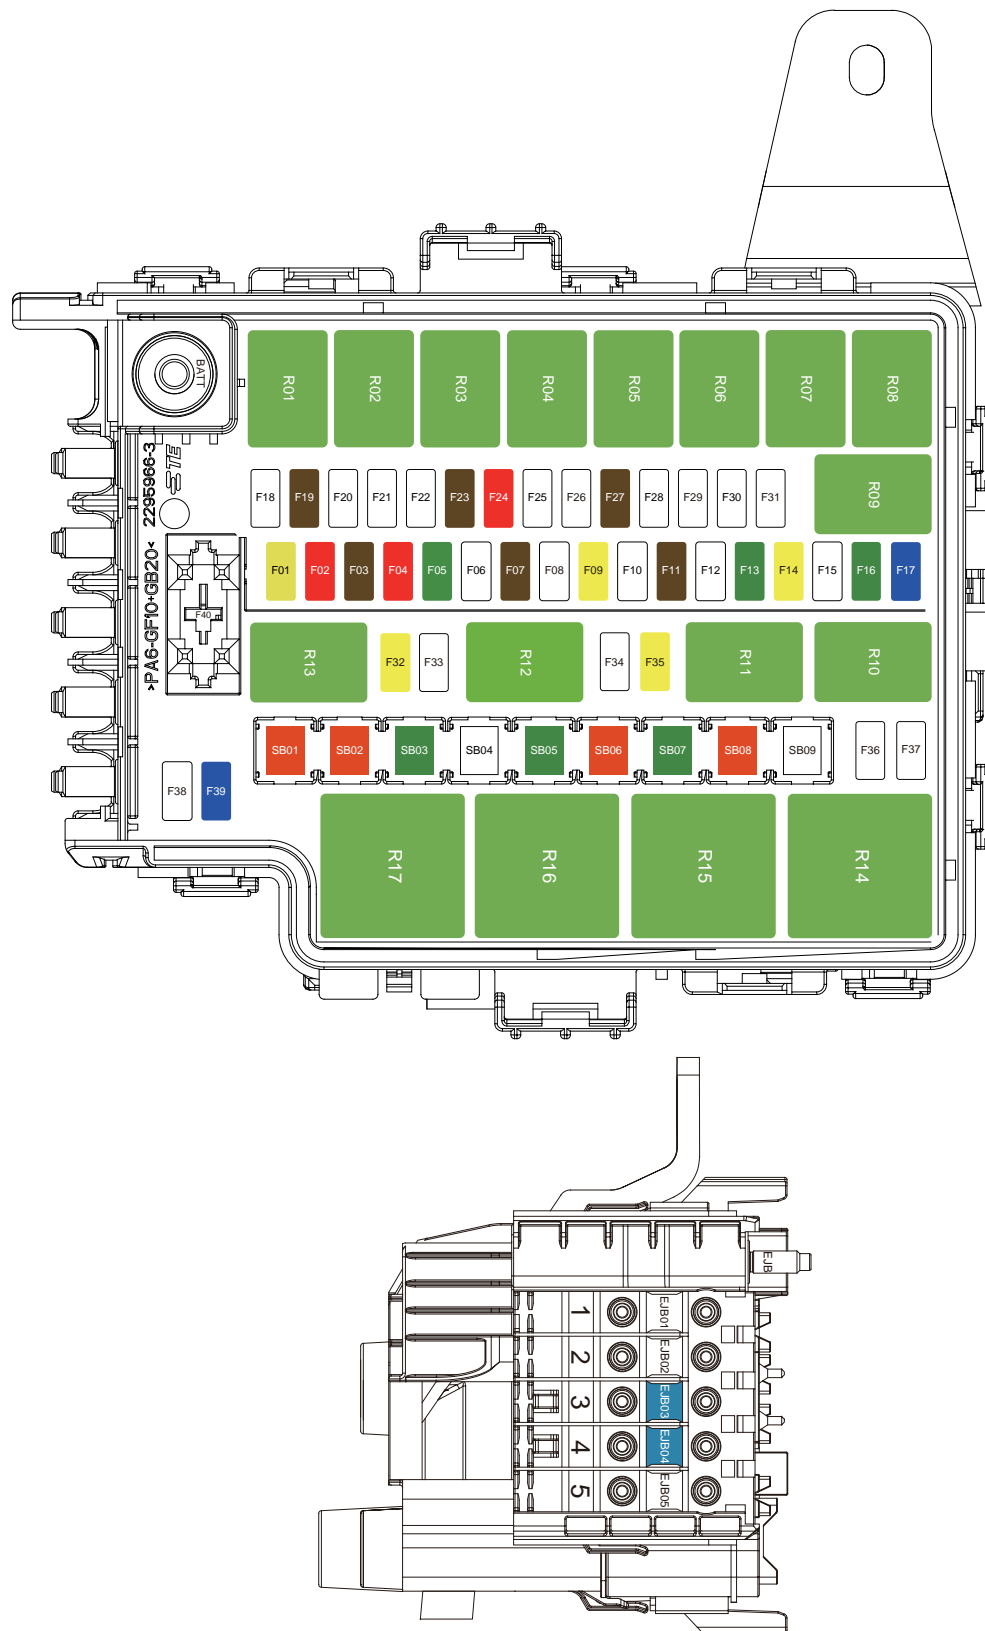 BATT
R01 R02 R03 R04 R05 R06 R07 R08
2295966-3
TE
F18 F19 F20 F21 F22 F23 F24 F25 F26 F27 F28 F29 F30 F31
R09
F01 F02 F03 F04 F05 F06 F07 F08 F09 F10 F11 F12 F13 F14 F15 F16 F17
>PA6-GF10+GB20<
F40
R13
F32 F33
R12
F34 F35
R11
R10
SB01 SB02 SB03 SB04 SB05 SB06 SB07 SB08 SB09
F36 F37
F38 F39
R17 R16 R15 R14
EJB
1 EJB01
2 EJB02
3 EJB03
4 EJB04
5 EJB05